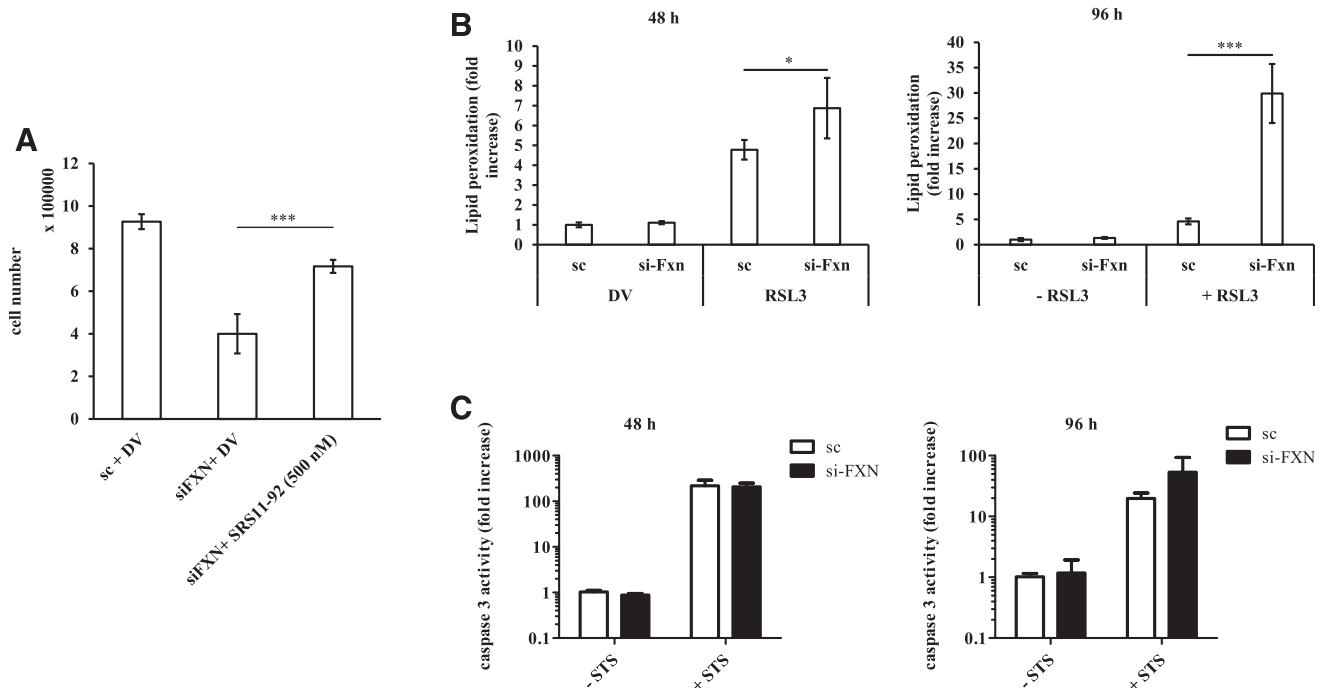 A
cell number
x 100000
12
10
8
6
4
2
0
sc + DV
siFXN+ DV
siFXN+ SRS11-92 (500 nM)
***
B
48 h
Lipid peroxidation (fold
increase)
10
9
8
7
6
5
4
3
2
1
0
*
sc
si-Fxn
sc
si-Fxn
DV
RSL3
96 h
Lipid peroxidation
(fold increase)
40
35
30
25
20
15
10
5
0
***
sc
si-Fxn
sc
si-Fxn
- RSL3
+ RSL3
C
48 h
caspase 3 activity (fold increase)
1000
100
10
1
0.1
- STS
+ STS
sc
si-FXN
96 h
caspase 3 activity (fold increase)
100
10
1
0.1
- STS
+ STS
sc
si-FXN